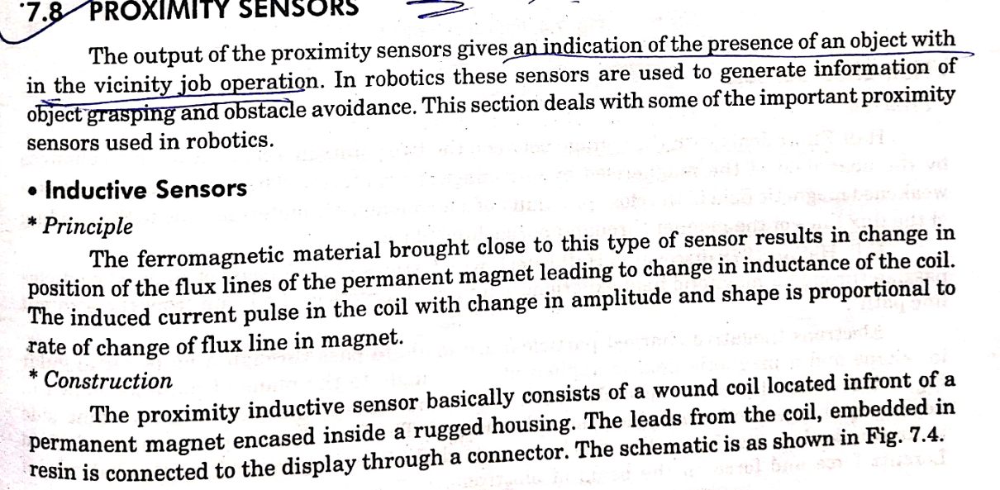 7.8 PROXIMITY SENSORS
The output of the proximity sensors gives an indication of the presence of an object with
in the vicinity job operation. In robotics these sensors are used to generate information of
object grasping and obstacle avoidance. This section deals with some of the important proximity
sensors used in robotics.
• Inductive Sensors
* Principle
The ferromagnetic material brought close to this type of sensor results in change in
position of the flux lines of the permanent magnet leading to change in inductance of the coil.
The induced current pulse in the coil with change in amplitude and shape is proportional to
rate of change of flux line in magnet.
* Construction
The proximity inductive sensor basically consists of a wound coil located infront of a
permanent magnet encased inside a rugged housing. The leads from the coil, embedded in
resin is connected to the display through a connector. The schematic is as shown in Fig. 7.4.